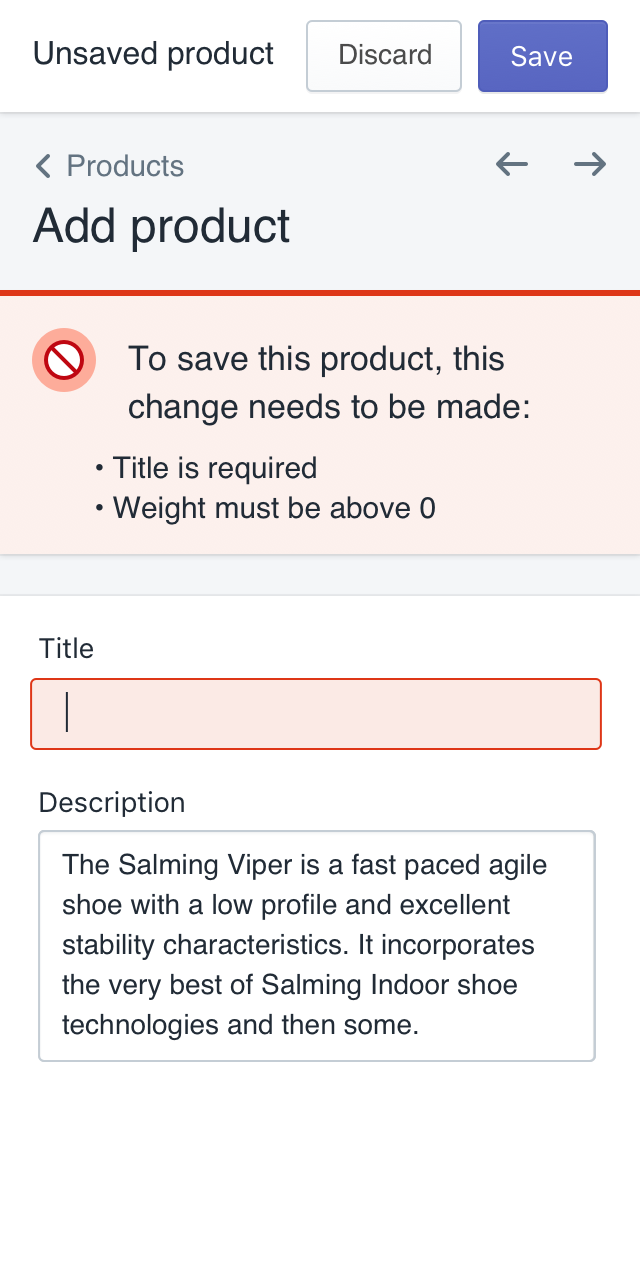 Unsaved product
Discard
Save
Products
Add product
To save this product, this
change needs to be made:
• Title is required
• Weight must be above 0
Title
Description
The Salming Viper is a fast paced agile
shoe with a low profile and excellent
stability characteristics. It incorporates
the very best of Salming Indoor shoe
technologies and then some.